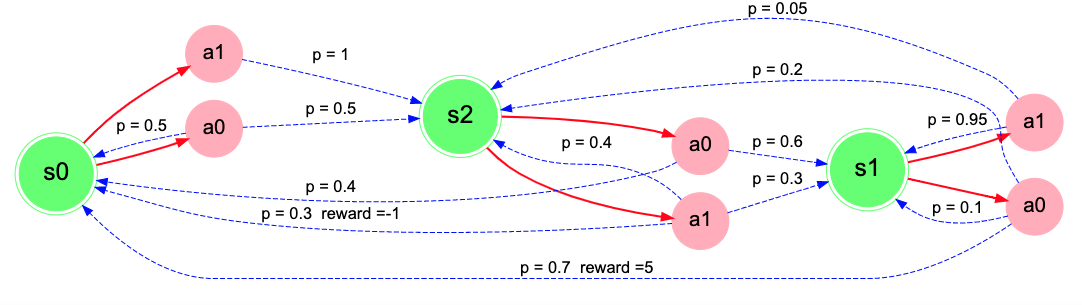 p = 0.05
a1
p = 1
p = 0.2
s2
p = 0.5
p = 0.5
a0
p = 0.4
a0
p = 0.6
p = 0.95
a1
s0
s1
p = 0.4
p = 0.3
p = 0.3 reward =-1
a1
p = 0.1
a0
p = 0.7 reward =5